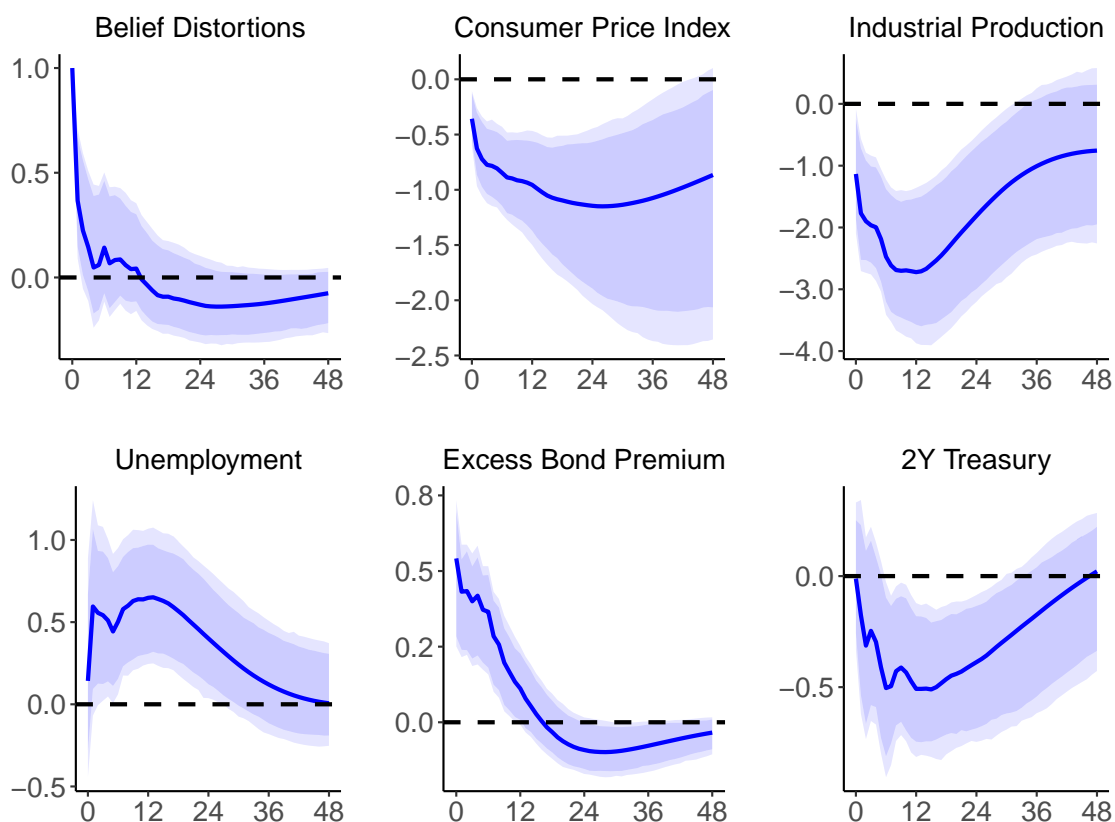 Belief Distortions
1.0
0.5
0.0
0 12 24 36 48
Consumer Price Index
0.0
−0.5
−1.0
−1.5
−2.0
−2.5
0 12 24 36 48
Industrial Production
0.0
−1.0
−2.0
−3.0
−4.0
0 12 24 36 48
Unemployment
1.0
0.5
0.0
−0.5
0 12 24 36 48
Excess Bond Premium
0.8
0.5
0.2
0.0
0 12 24 36 48
2Y Treasury
0.0
−0.5
0 12 24 36 48